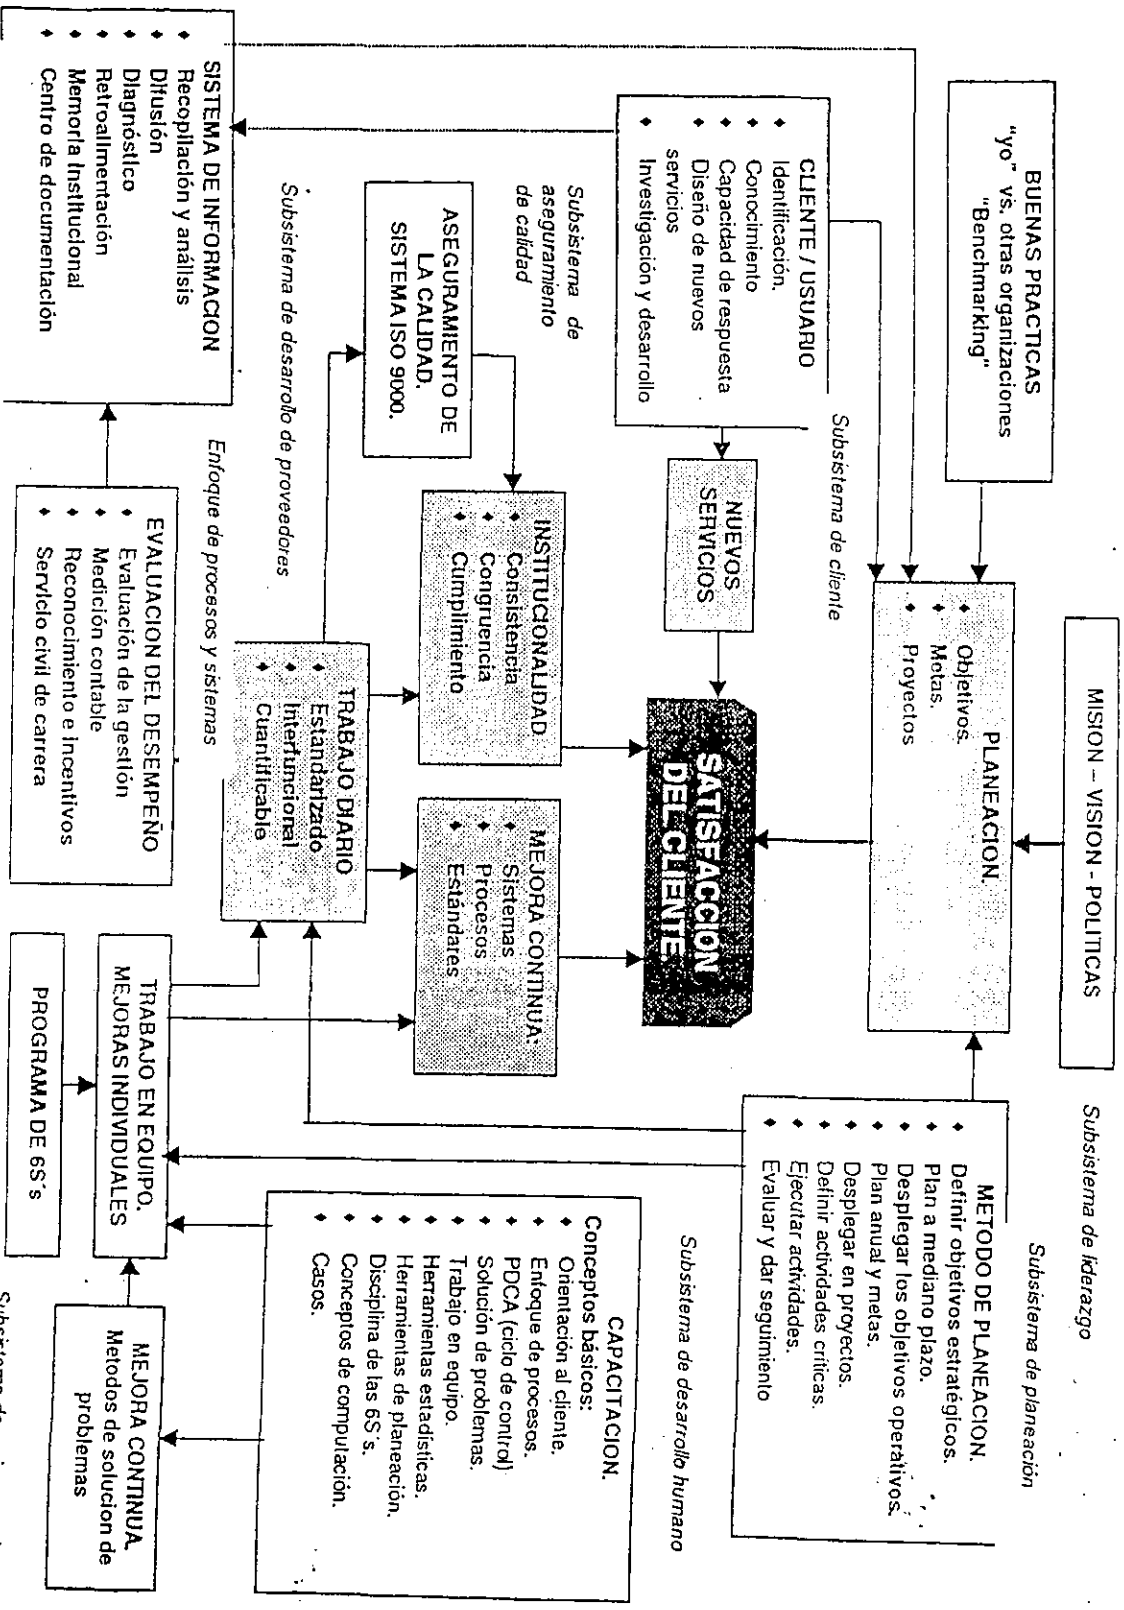 MISION – VISION - POLITICAS
Subsistema de liderazgo
BUENAS PRACTICAS
“yo” vs. otras organizaciones
"Benchmarking"
PLANEACION.
♦ Objetivos.
♦ Metas.
♦ Proyectos
Subsistema de planeación
METODO DE PLANEACION.
♦ Definir objetivos estratégicos.
♦ Plan a mediano plazo.
♦ Desplegar los objetivos operativos.
♦ Plan anual y metas.
♦ Desplegar en proyectos.
♦ Definir actividades críticas.
♦ Ejecutar actividades.
♦ Evaluar y dar seguimiento
Subsistema de cliente
CLIENTE / USUARIO
♦ Identificación.
♦ Conocimiento
♦ Capacidad de respuesta
♦ Diseño de nuevos
servicios
♦ Investigación y desarrollo
NUEVOS
SERVICIOS
SATISFACCION
DEL CLIENTE
Subsistema de desarrollo humano
CAPACITACION.
Conceptos básicos:
♦ Orientación al cliente.
♦ Enfoque de procesos.
♦ PDCA (ciclo de control)
♦ Solución de problemas.
♦ Trabajo en equipo.
♦ Herramientas estadísticas.
♦ Herramientas de planeación.
♦ Disciplina de las 6S´s.
♦ Conceptos de computación.
♦ Casos.
Subsistema de
aseguramiento
de calidad
ASEGURAMIENTO DE
LA CALIDAD.
SISTEMA ISO 9000.
INSTITUCIONALIDAD
♦ Consistencia
♦ Congruencia
♦ Cumplimiento
MEJORA CONTINUA:
♦ Sistemas
♦ Procesos
♦ Estándares
Subsistema de desarrollo de proveedores
TRABAJO DIARIO
♦ Estandarizado
♦ Interfuncional
♦ Cuantificable
Enfoque de procesos y sistemas
SISTEMA DE INFORMACION
♦ Recopilación y análisis
♦ Difusión
♦ Diagnóstico
♦ Retroalimentación
♦ Memoria Institucional
♦ Centro de documentación
EVALUACION DEL DESEMPEÑO
♦ Evaluación de la gestión
♦ Medición contable
♦ Reconocimiento e incentivos
♦ Servicio civil de carrera
TRABAJO EN EQUIPO.
MEJORAS INDIVIDUALES
PROGRAMA DE 6S´s
MEJORA CONTINUA.
Metodos de solucion de
problemas
Subsistema de